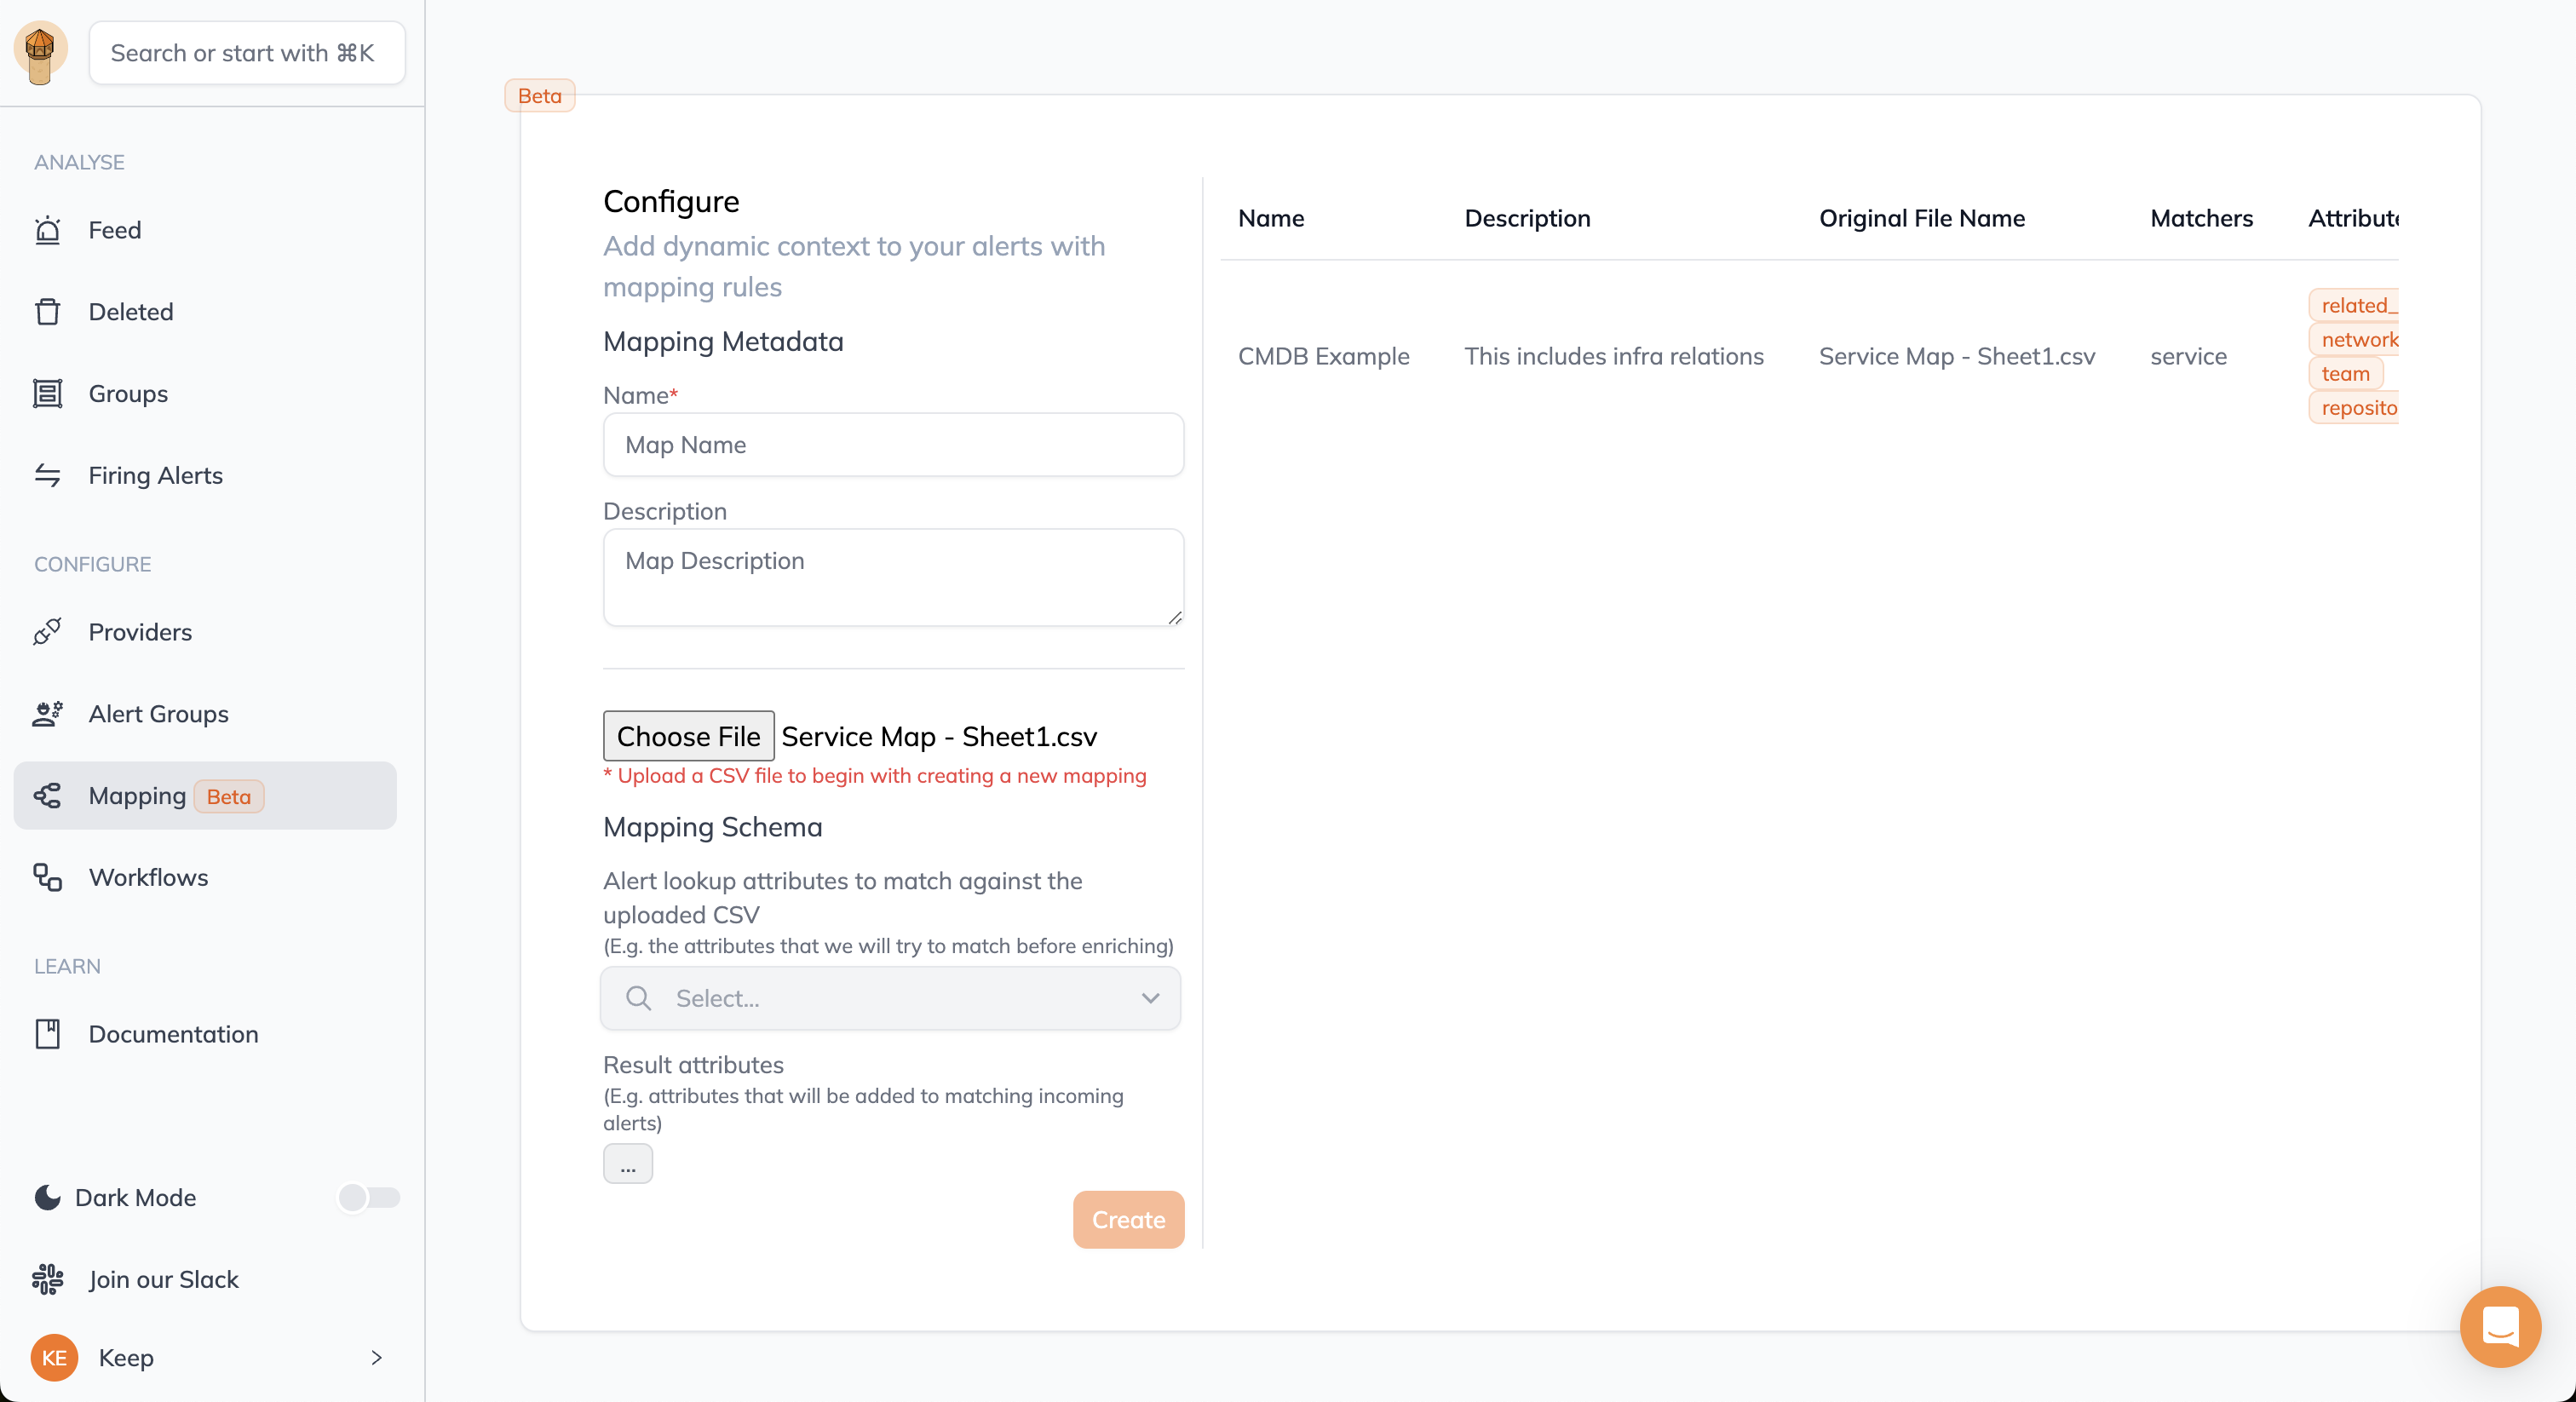 Search or start with ⌘K
ANALYSE
Feed
Deleted
Groups
Firing Alerts
CONFIGURE
Providers
Alert Groups
Mapping Beta
Workflows
LEARN
Documentation
Dark Mode
Join our Slack
KE Keep
Beta
Configure
Add dynamic context to your alerts with
mapping rules
Mapping Metadata
Name*
Map Name
Description
Map Description
Choose File Service Map - Sheet1.csv
* Upload a CSV file to begin with creating a new mapping
Mapping Schema
Alert lookup attributes to match against the
uploaded CSV
(E.g. the attributes that we will try to match before enriching)
Select...
Result attributes
(E.g. attributes that will be added to matching incoming
alerts)
...
Create
Name Description Original File Name Matchers Attribute
CMDB Example This includes infra relations Service Map - Sheet1.csv service
related_
network
team
reposito